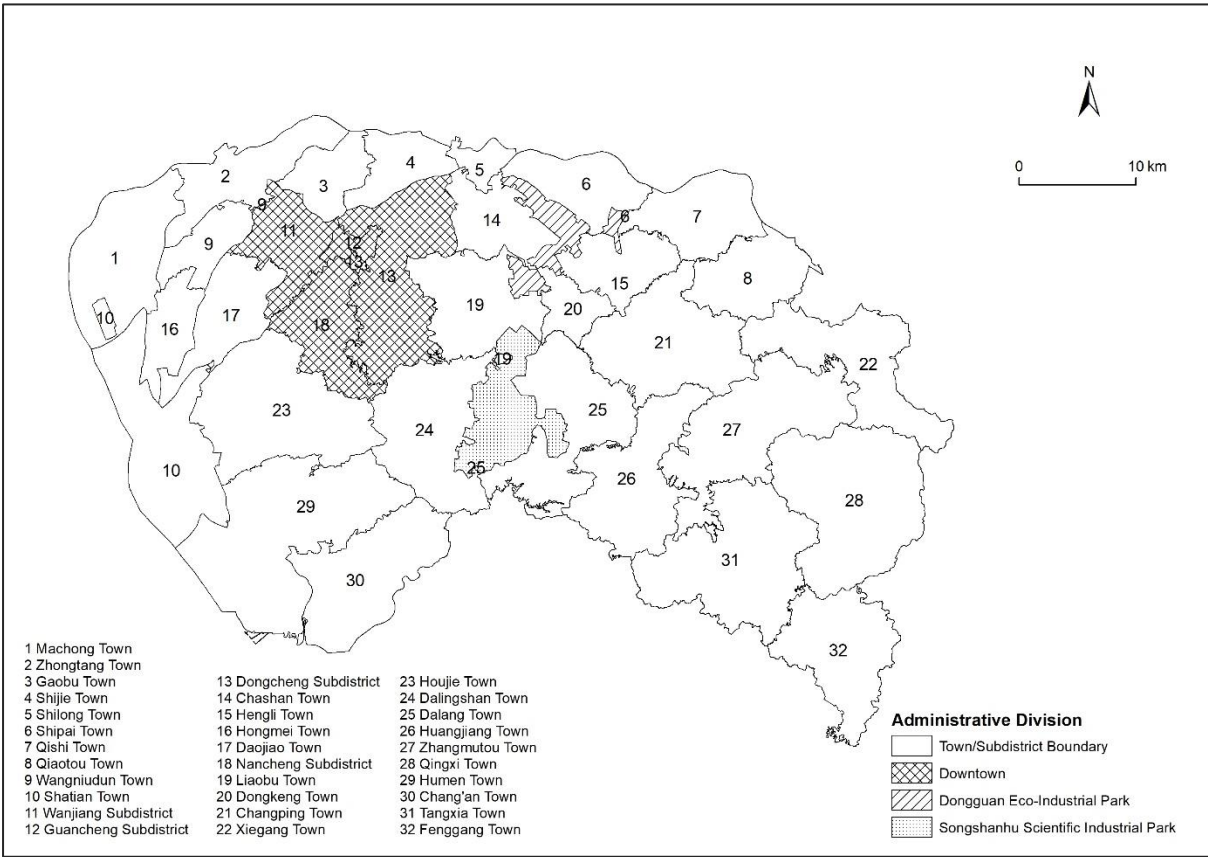 N
0 10 km
4
5
2
3
6
9
6
7
14
11
9
12
1
13
13
8
15
19
20
10
17
16
18
21
19
22
23
25
27
24
10
25
26
28
29
31
30
32
1 Machong Town
2 Zhongtang Town
3 Gaobu Town
4 Shijie Town
5 Shilong Town
6 Shipai Town
7 Qishi Town
8 Qiaotou Town
9 Wangniudun Town
10 Shatian Town
11 Wanjiang Subdistrict
12 Guancheng Subdistrict
13 Dongcheng Subdistrict
14 Chashan Town
15 Hengli Town
16 Hongmei Town
17 Daojiao Town
18 Nancheng Subdistrict
19 Liaobu Town
20 Dongkeng Town
21 Changping Town
22 Xiegang Town
23 Houjie Town
24 Dalingshan Town
25 Dalang Town
26 Huangjiang Town
27 Zhangmutou Town
28 Qingxi Town
29 Humen Town
30 Chang'an Town
31 Tangxia Town
32 Fenggang Town
Administrative Division
Town/Subdistrict Boundary
Downtown
Dongguan Eco-Industrial Park
Songshanhu Scientific Industrial Park